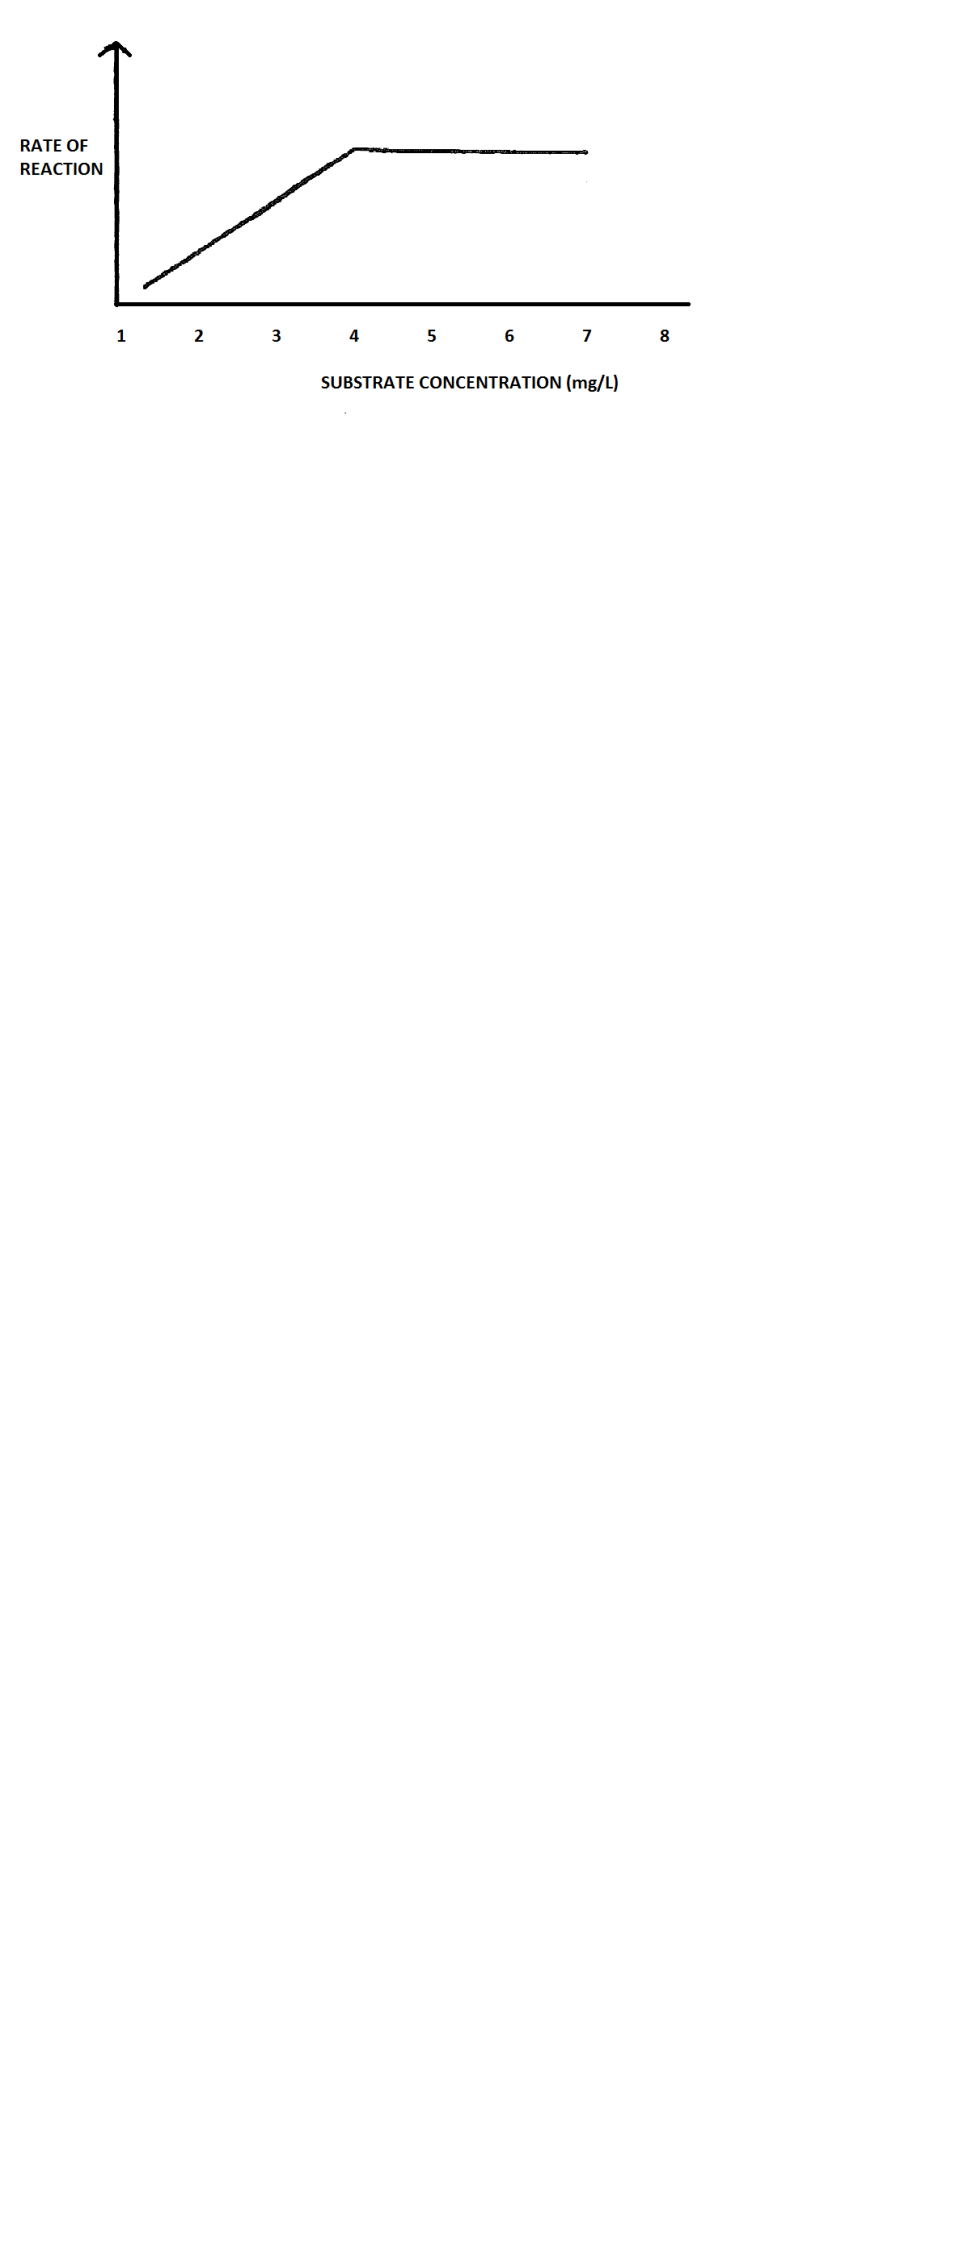 RATE OF
REACTION
1 2 3 4 5 6 7 8
SUBSTRATE CONCENTRATION (mg/L)